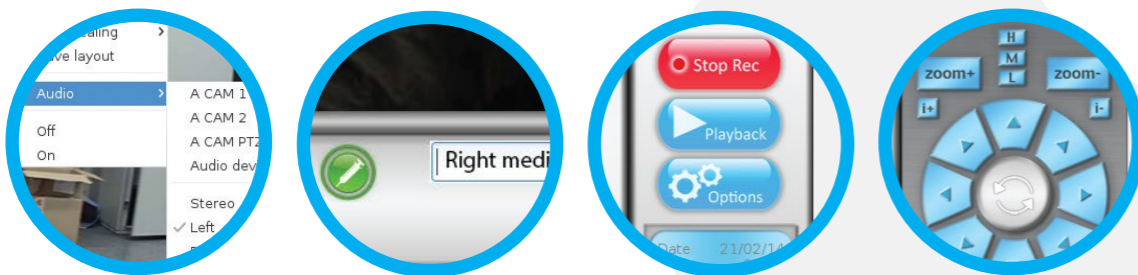 ave layout
Audio
Off
On
A CAM 1
A CAM 2
A CAM PTZ
Audio dev
Stereo
Left
Right medi
Stop Rec
Playback
Options
Date 21/02/14
H
M
L
zoom+
zoom-
i+
i-